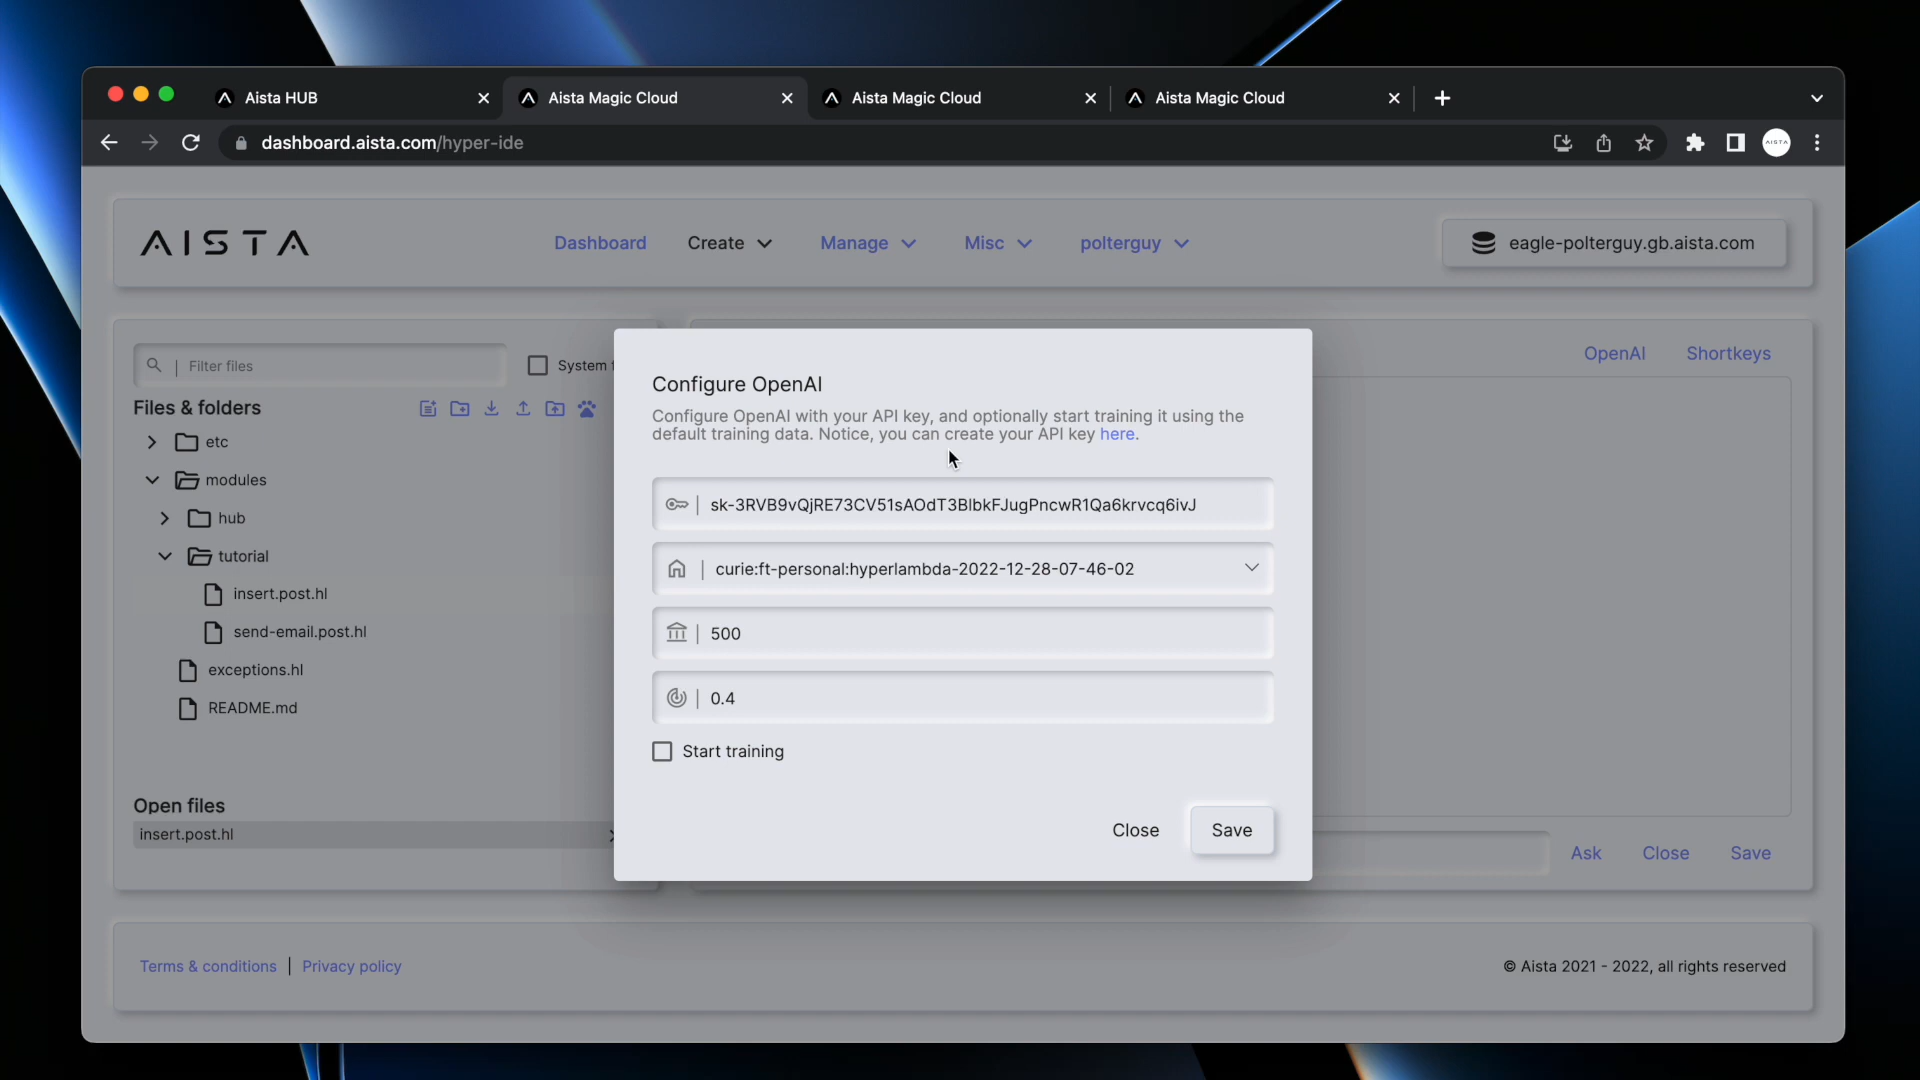 Aista HUB
Aista Magic Cloud
Aista Magic Cloud
Aista Magic Cloud
dashboard.aista.com/hyper-ide
AISTA
AISTA
Dashboard
Create
Manage
Misc
polterguy
eagle-polterguy.gb.aista.com
Filter files
System f
OpenAI
Shortkeys
Files & folders
etc
modules
hub
tutorial
insert.post.hl
send-email.post.hl
exceptions.hl
README.md
Open files
insert.post.hl
Configure OpenAI
Configure OpenAI with your API key, and optionally start training it using the
default training data. Notice, you can create your API key here.
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
curie:ft-personal:hyperlambda-2022-12-28-07-46-02
500
0.4
Start training
Close
Save
Ask
Close
Save
Terms & conditions
Privacy policy
© Aista 2021 - 2022, all rights reserved